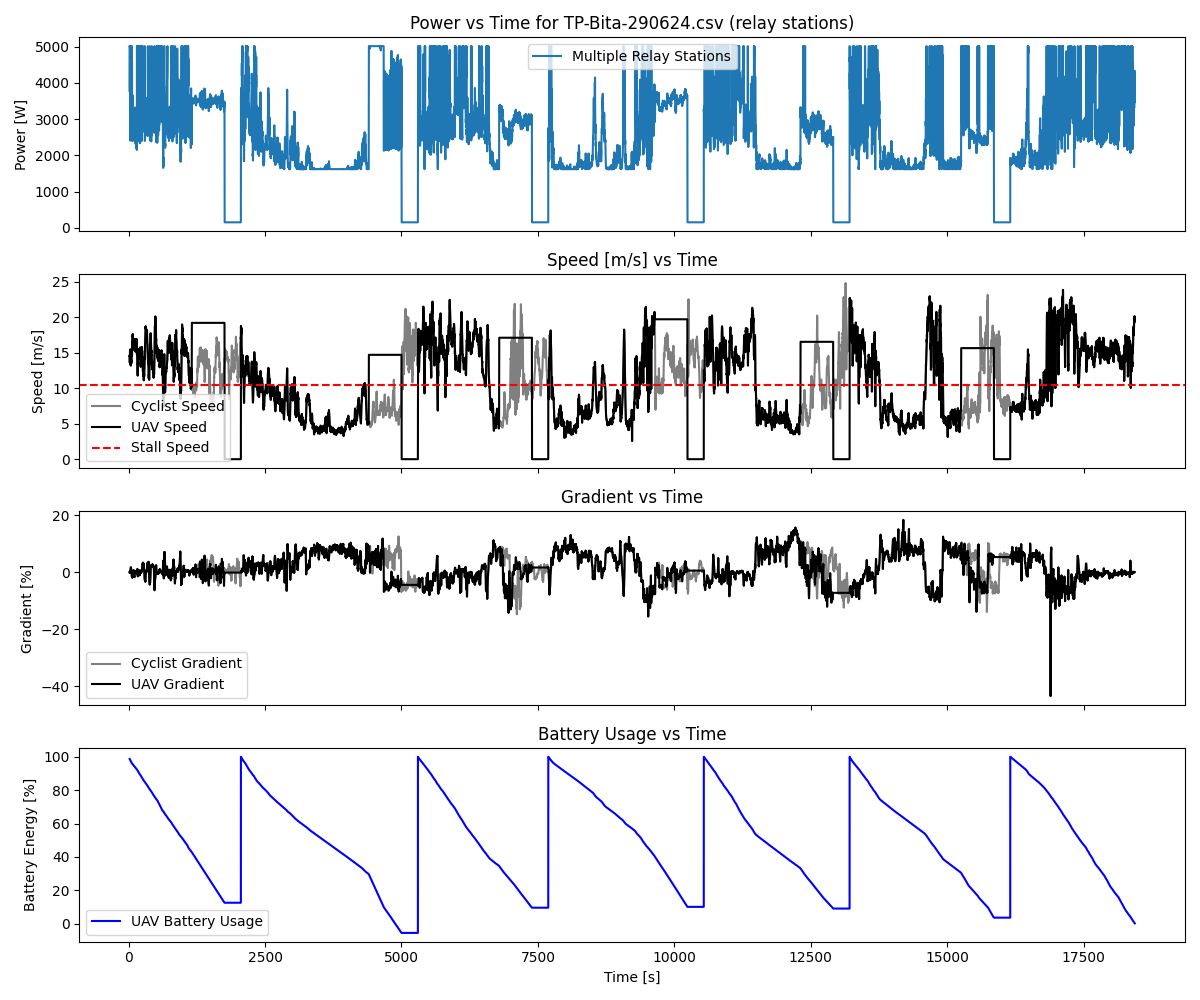 Power vs Time for TP-Bita-290624.csv (relay stations)
5000
4000
3000
2000
1000
0
Power [W]
Multiple Relay Stations
Speed [m/s] vs Time
25
20
15
10
5
0
Speed [m/s]
Cyclist Speed
UAV Speed
Stall Speed
Gradient vs Time
20
0
−20
−40
Gradient [%]
Cyclist Gradient
UAV Gradient
Battery Usage vs Time
100
80
60
40
20
0
Battery Energy [%]
UAV Battery Usage
0 2500 5000 7500 10000 12500 15000 17500
Time [s]